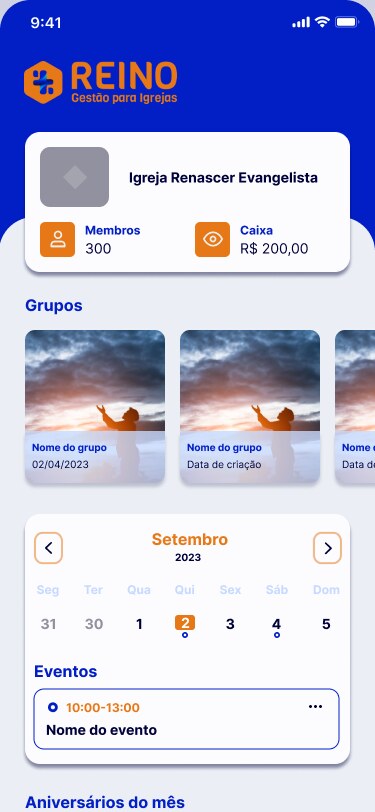 9:41
REINO
Gestão para Igrejas
Igreja Renascer Evangelista
Membros
300
Caixa
R$ 200,00
Grupos
Nome do grupo
02/04/2023
Nome do grupo
Data de criação
Nome
Data d
Setembro
2023
Seg Ter Qua Qui Sex Sáb Dom
31 30 1 2 3 4 5
Eventos
10:00-13:00
Nome do evento
Aniversários do mês